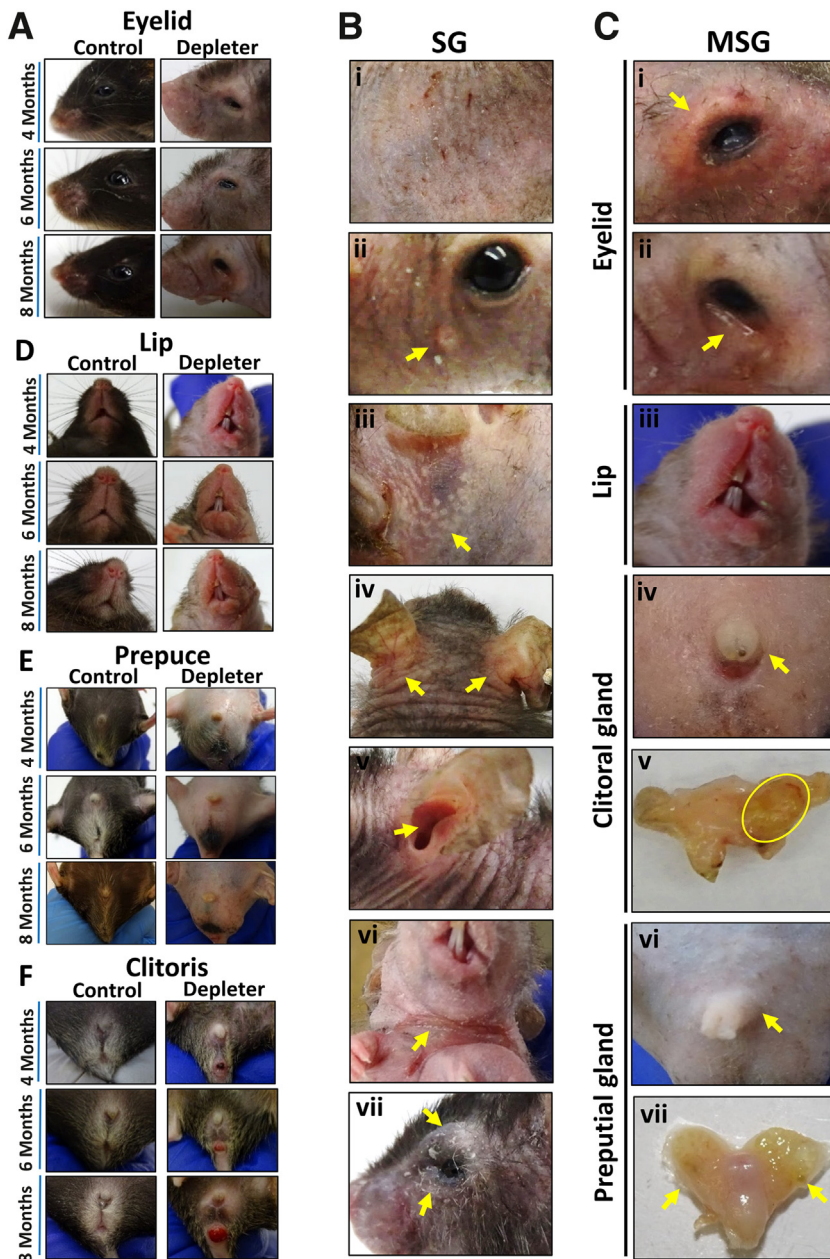 A
Eyelid
Control Depleter
4 Months
6 Months
8 Months
B
SG
i
ii
iii
iv
v
vi
vii
C
MSG
Eyelid
i
ii
Lip
iii
Clitoral gland
iv
v
Preputial gland
vi
vii
D
Lip
Control Depleter
4 Months
6 Months
8 Months
E
Prepuce
Control Depleter
4 Months
6 Months
8 Months
F
Clitoris
Control Depleter
4 Months
6 Months
8 Months